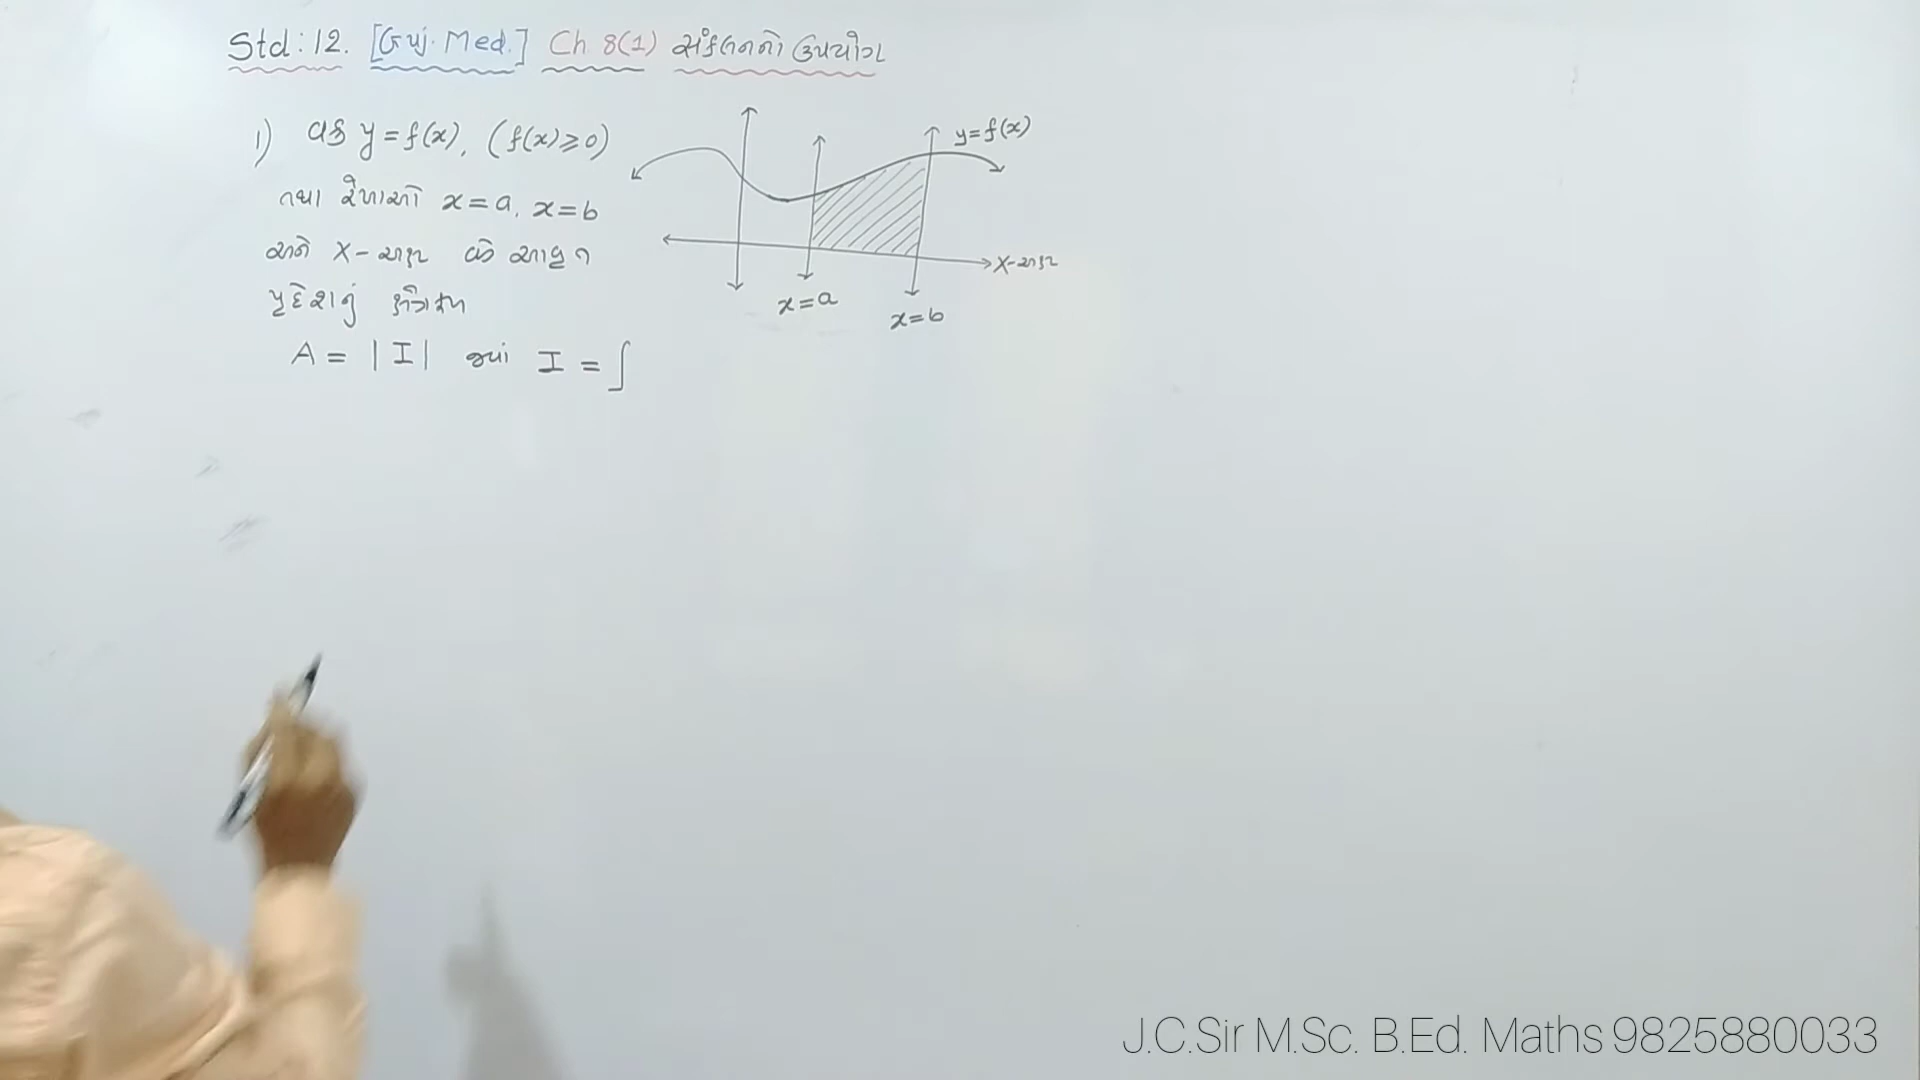 Std: 12. [Guj. Med.] Ch 8(1) સંકલનનો ઉપયોગ
1) વક્ર y = f(x), (f(x) ≥ 0)
તથા રેખાઓ x = a, x = b
અને X-અક્ષ વડે આવૃત્ત
પ્રદેશનું ક્ષેત્રફળ
A = | I | જ્યાં I = ∫
y = f(x)
X-અક્ષ
x = a
x = b
J.C.Sir M.Sc. B.Ed. Maths 9825880033